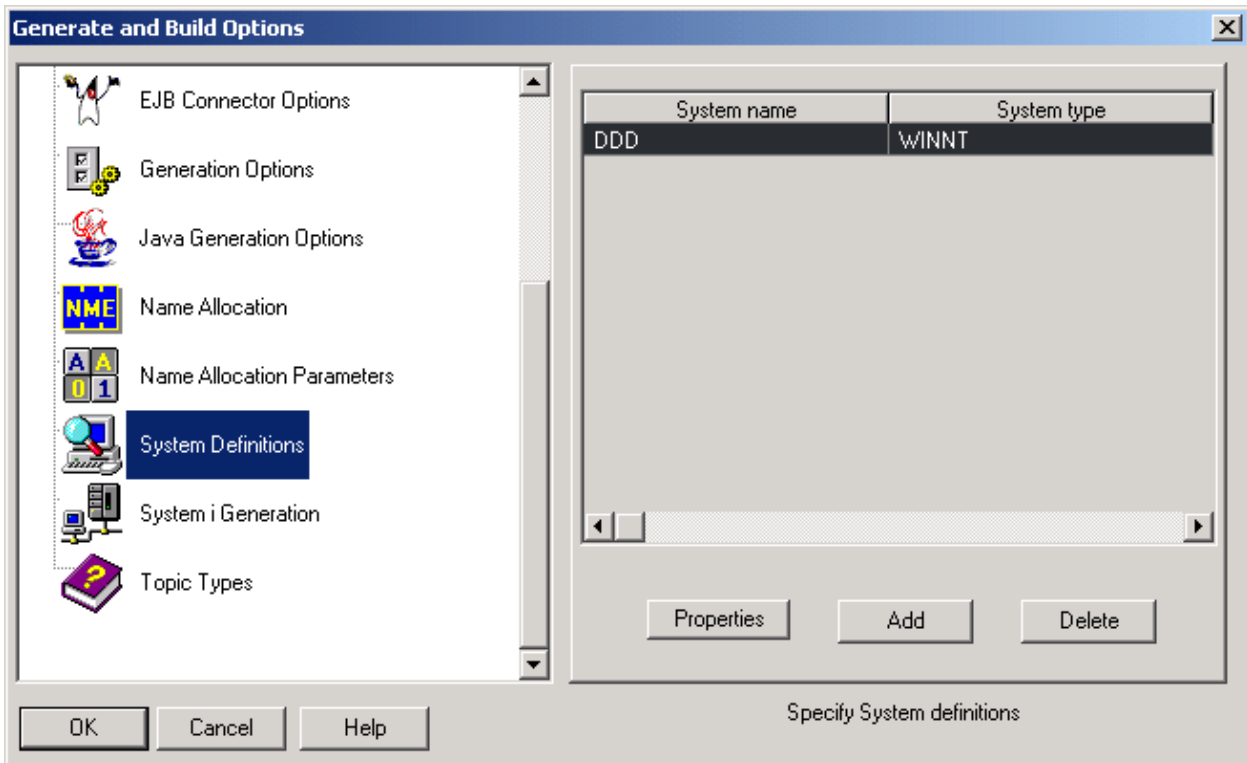 Generate and Build Options
EJB Connector Options
Generation Options
Java Generation Options
NME
Name Allocation
A A
0 1
Name Allocation Parameters
System Definitions
System i Generation
?
Topic Types
System name System type
DDD WINNT
Properties Add Delete
Specify System definitions
OK Cancel Help